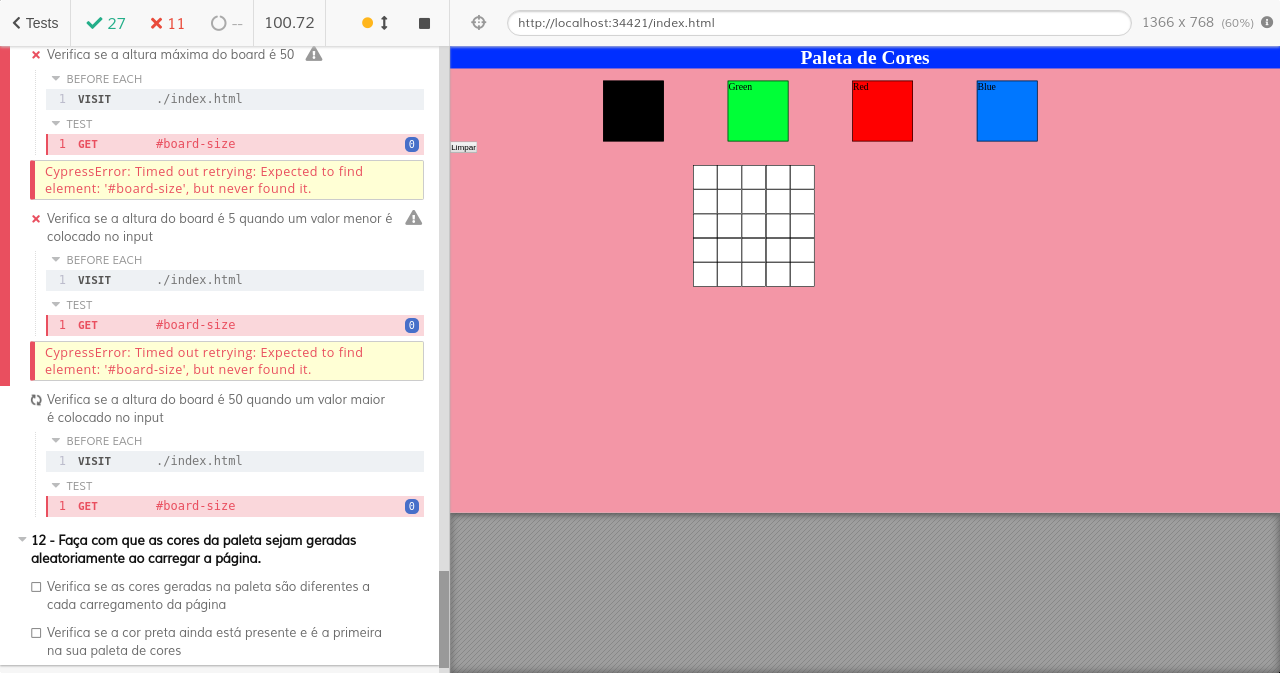 Tests 27 11 -- 100.72
http://localhost:34421/index.html 1366 x 768 (60%)
Verifica se a altura máxima do board é 50
BEFORE EACH
1 VISIT ./index.html
TEST
1 GET #board-size 0
CypressError: Timed out retrying: Expected to find
element: '#board-size', but never found it.
Verifica se a altura do board é 5 quando um valor menor é
colocado no input
BEFORE EACH
1 VISIT ./index.html
TEST
1 GET #board-size 0
CypressError: Timed out retrying: Expected to find
element: '#board-size', but never found it.
Verifica se a altura do board é 50 quando um valor maior
é colocado no input
BEFORE EACH
1 VISIT ./index.html
TEST
1 GET #board-size 0
12 - Faça com que as cores da paleta sejam geradas
aleatoriamente ao carregar a página.
Verifica se as cores geradas na paleta são diferentes a
cada carregamento da página
Verifica se a cor preta ainda está presente e é a primeira
na sua paleta de cores
Paleta de Cores
Green Red Blue
Limpar